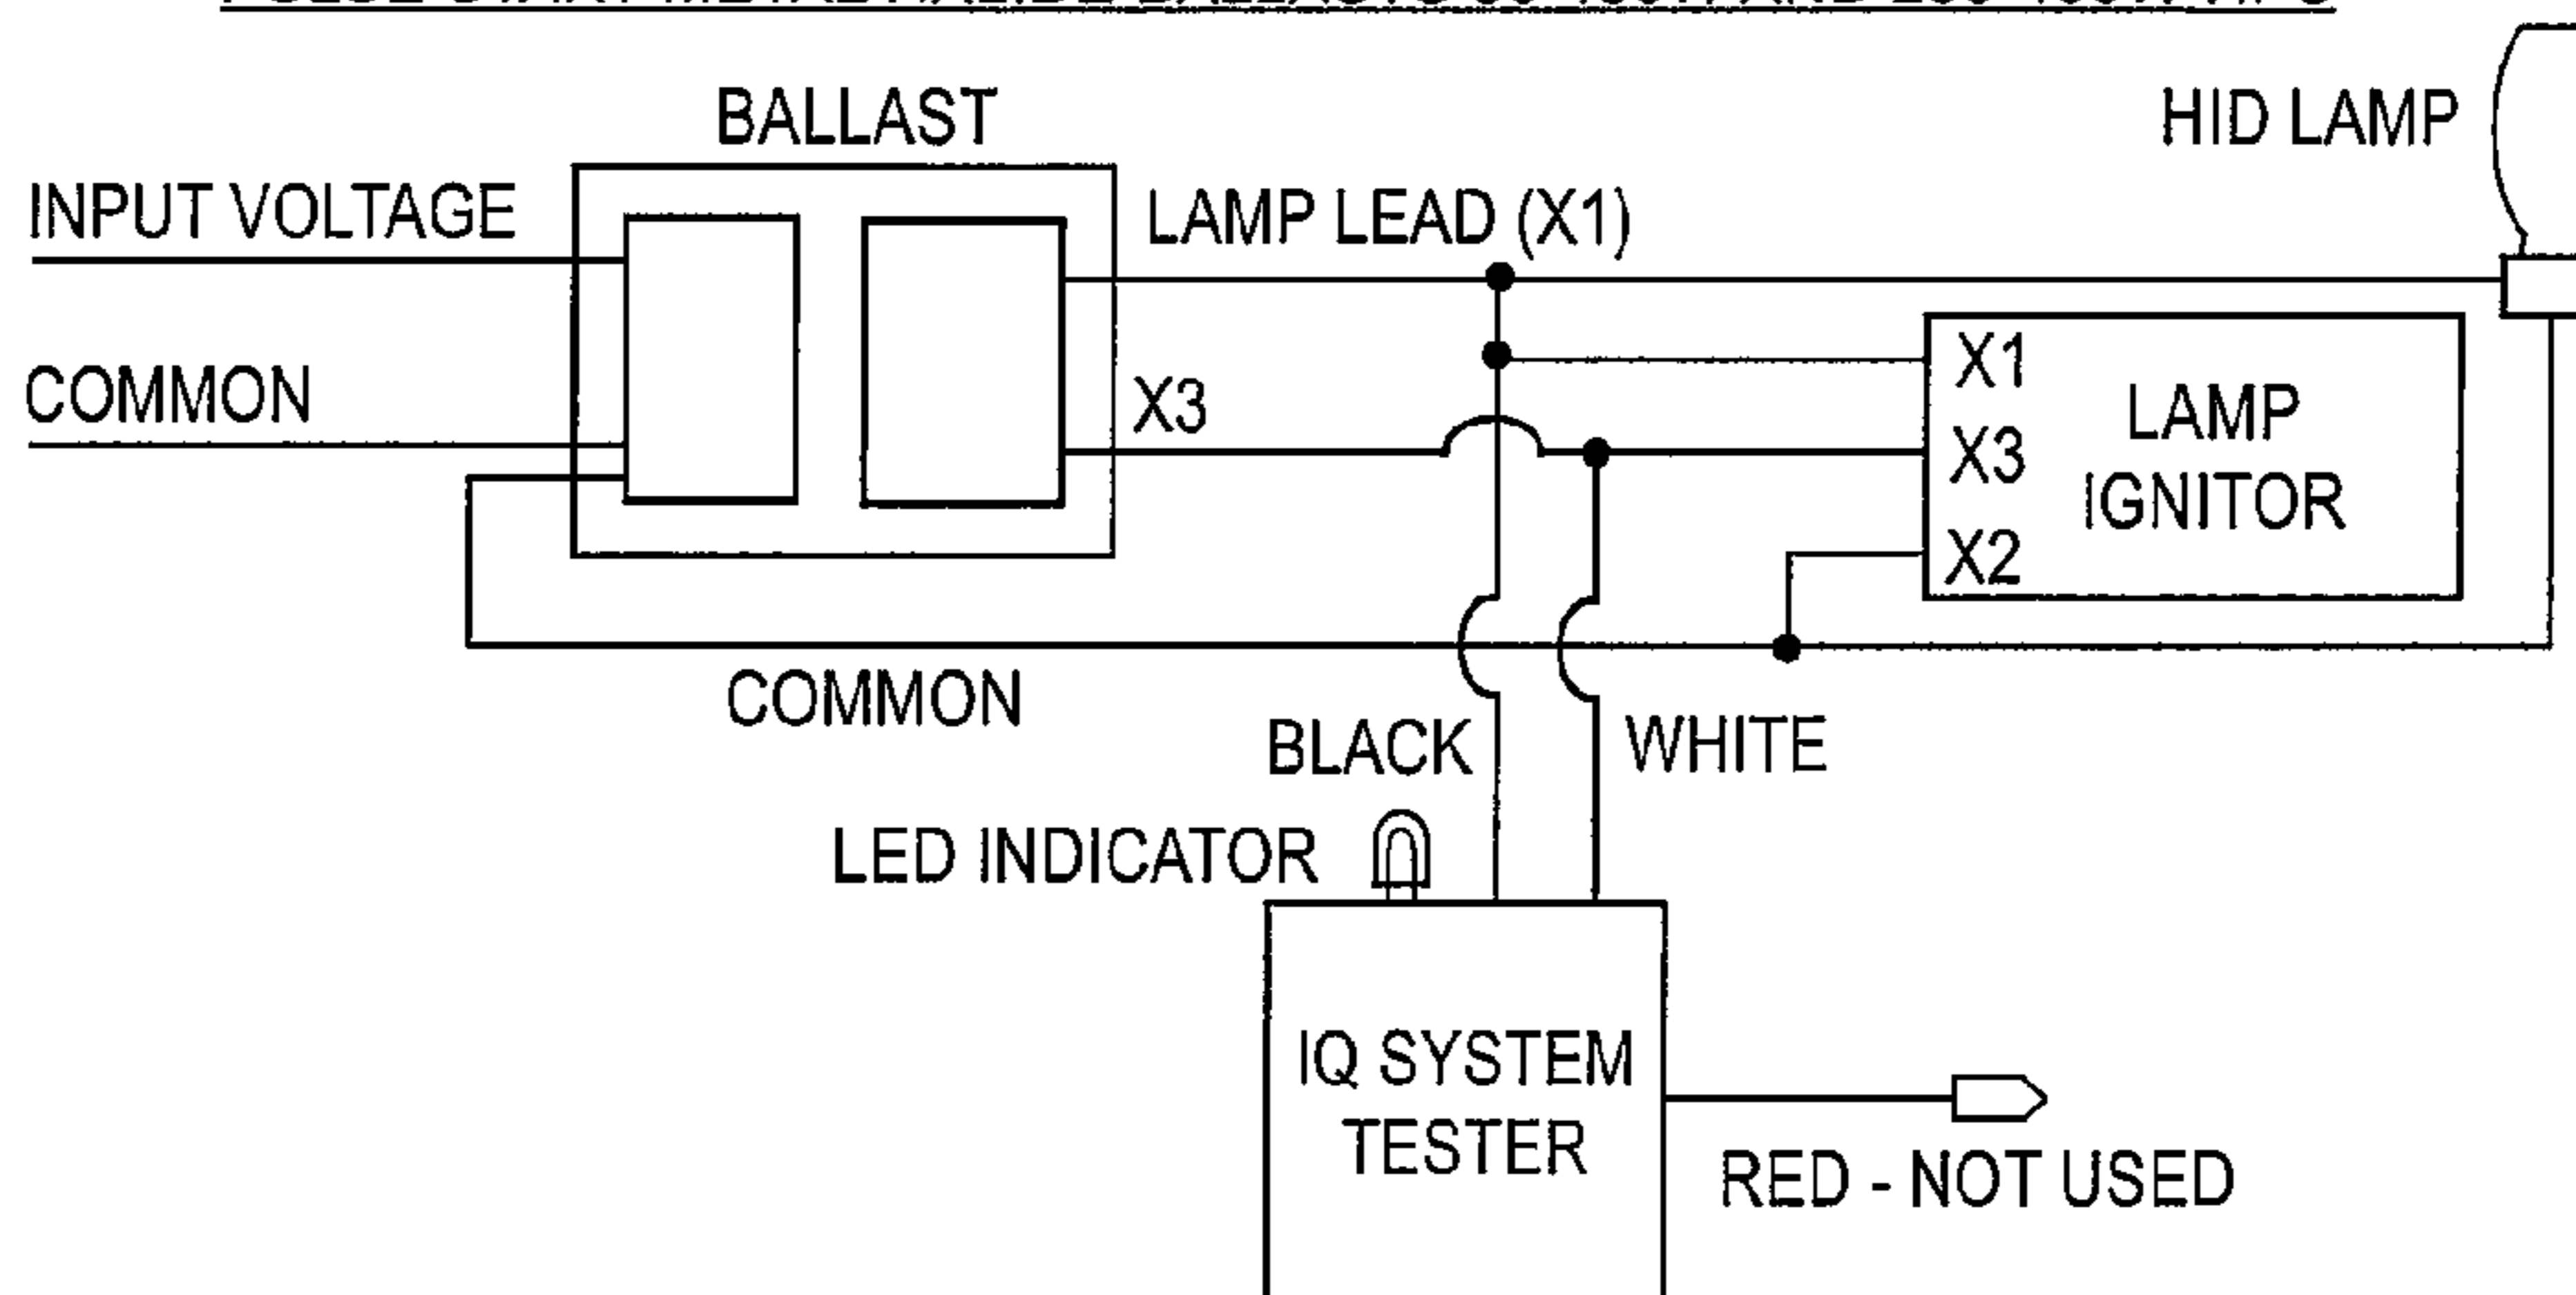 BALLAST
HID LAMP
INPUT VOLTAGE
LAMP LEAD (X1)
COMMON
X3
X1
X3
X2
LAMP
IGNITOR
COMMON
BLACK
WHITE
LED INDICATOR
IQ SYSTEM
TESTER
RED - NOT USED